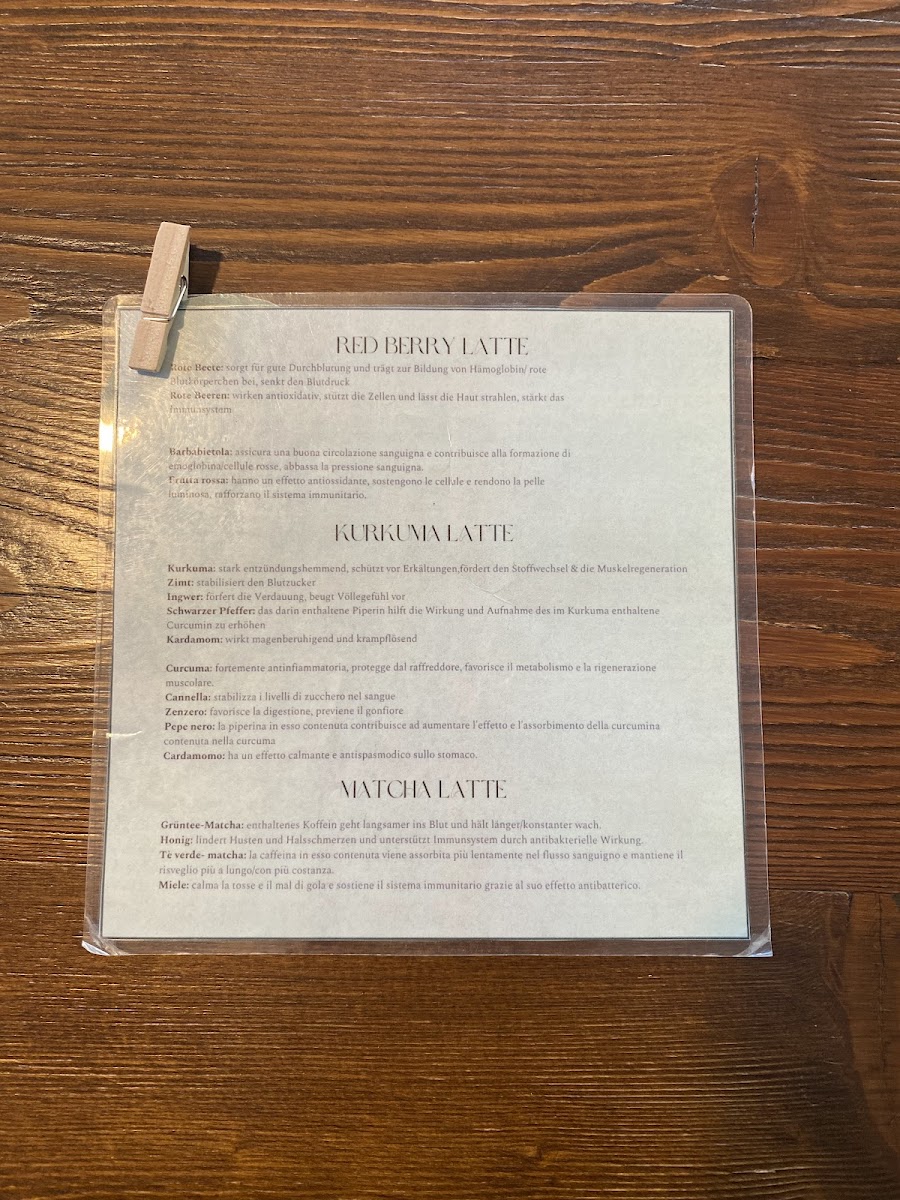 RED BERRY LATTE
Rote Beete: sorgt für gute Durchblutung und trägt zur Bildung von Hämoglobin/ rote
Blutkörperchen bei, senkt den Blutdruck
Rote Beeren: wirken antioxidativ, stützt die Zellen und lässt die Haut strahlen, stärkt das
Immunsystem
Barbabietola: assicura una buona circolazione sanguigna e contribuisce alla formazione di
emoglobina/cellule rosse, abbassa la pressione sanguigna.
Frutta rossa: hanno un effetto antiossidante, sostengono le cellule e rendono la pelle
luminosa, rafforzano il sistema immunitario.
KURKUMA LATTE
Kurkuma: stark entzündungshemmend, schützt vor Erkältungen,fördert den Stoffwechsel & die Muskelregeneration
Zimt: stabilisiert den Blutzucker
Ingwer: förfert die Verdauung, beugt Völlegefühl vor
Schwarzer Pfeffer: das darin enthaltene Piperin hilft die Wirkung und Aufnahme des im Kurkuma enthaltene
Curcumin zu erhöhen
Kardamom: wirkt magenberuhigend und krampflösend
Curcuma: fortemente antinfiammatoria, protegge dal raffreddore, favorisce il metabolismo e la rigenerazione
muscolare.
Cannella: stabilizza i livelli di zucchero nel sangue
Zenzero: favorisce la digestione, previene il gonfiore
Pepe nero: la piperina in esso contenuta contribuisce ad aumentare l'effetto e l'assorbimento della curcumina
contenuta nella curcuma
Cardamomo: ha un effetto calmante e antispasmodico sullo stomaco.
MATCHA LATTE
Grüntee-Matcha: enthaltenes Koffein geht langsamer ins Blut und hält länger/konstanter wach.
Honig: lindert Husten und Halsschmerzen und unterstützt Immunsystem durch antibakterielle Wirkung.
Tè verde- matcha: la caffeina in esso contenuta viene assorbita più lentamente nel flusso sanguigno e mantiene il
risveglio più a lungo/con più costanza.
Miele: calma la tosse e il mal di gola e sostiene il sistema immunitario grazie al suo effetto antibatterico.